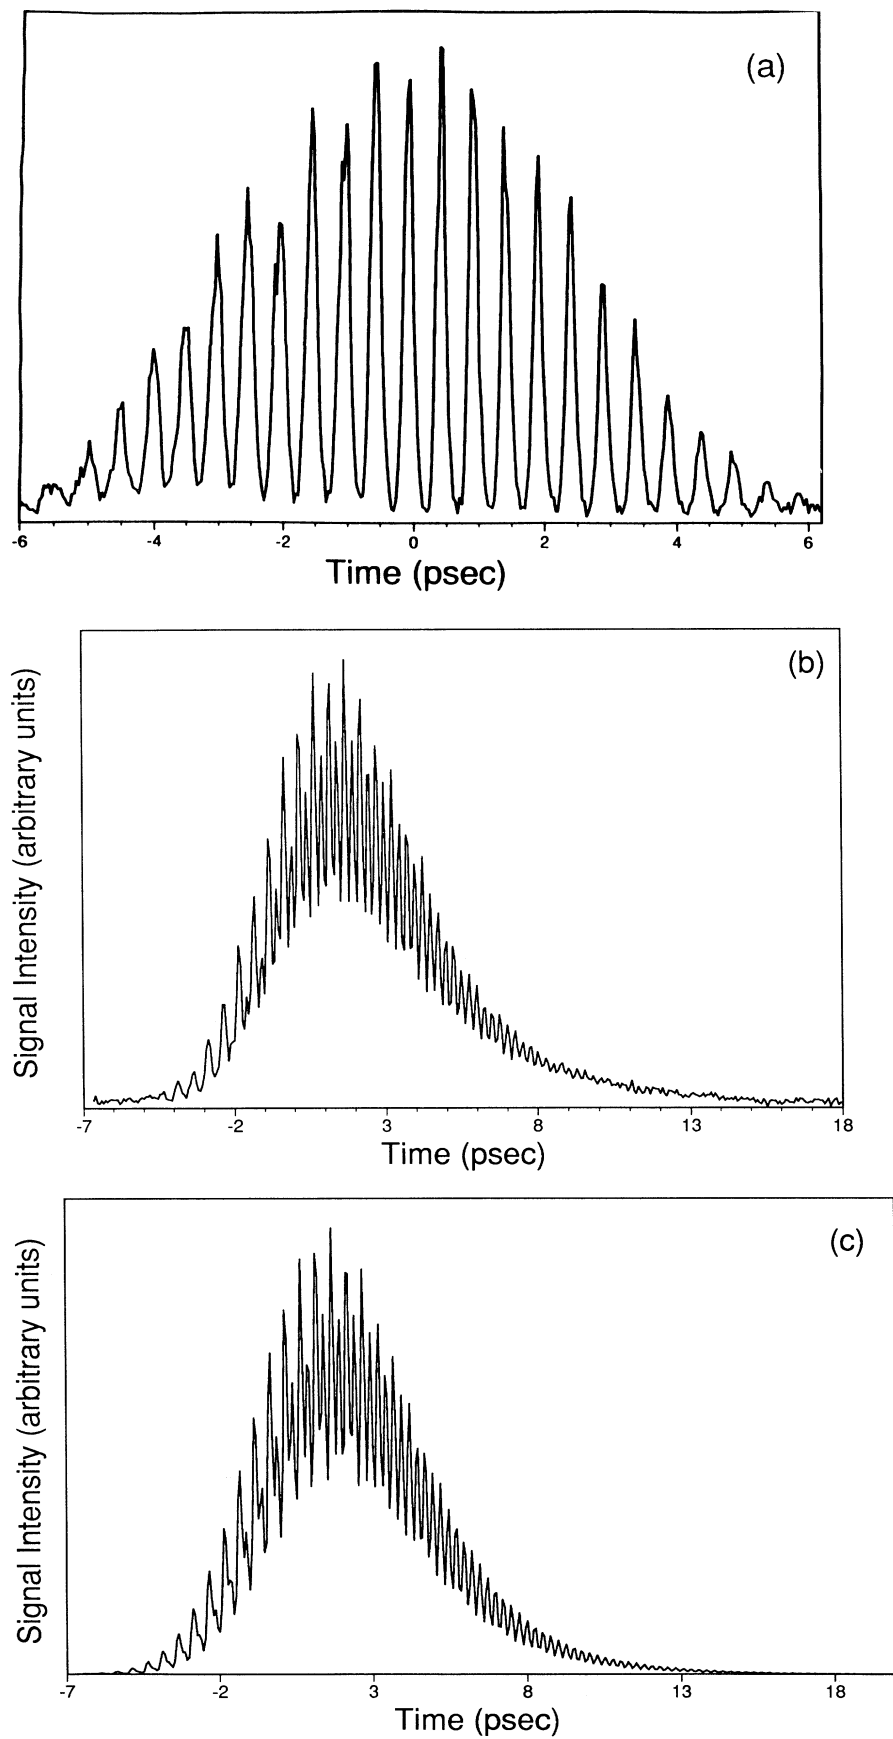 (a)
-6 -4 -2 0 2 4 6
Time (psec)
(b)
Signal Intensity (arbitrary units)
-7 -2 3 8 13 18
Time (psec)
(c)
Signal Intensity (arbitrary units)
-7 -2 3 8 13 18
Time (psec)